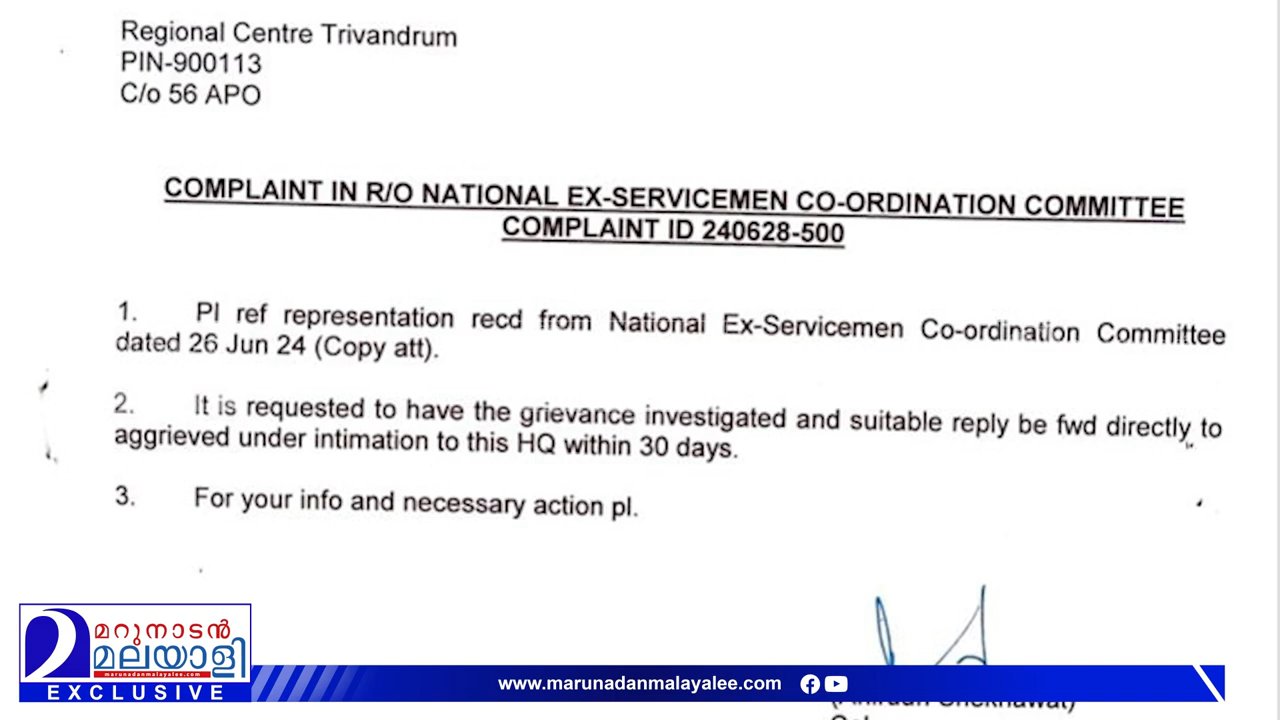 Regional Centre Trivandrum
PIN-900113
C/o 56 APO
COMPLAINT IN R/O NATIONAL EX-SERVICEMEN CO-ORDINATION COMMITTEE
COMPLAINT ID 240628-500
1. Pl ref representation recd from National Ex-Servicemen Co-ordination Committee
dated 26 Jun 24 (Copy att).
2. It is requested to have the grievance investigated and suitable reply be fwd directly to
aggrieved under intimation to this HQ within 30 days.
3. For your info and necessary action pl.
മറുനാടൻ
മലയാളി
marunadanmalayalee.com
EXCLUSIVE
www.marunadanmalayalee.com